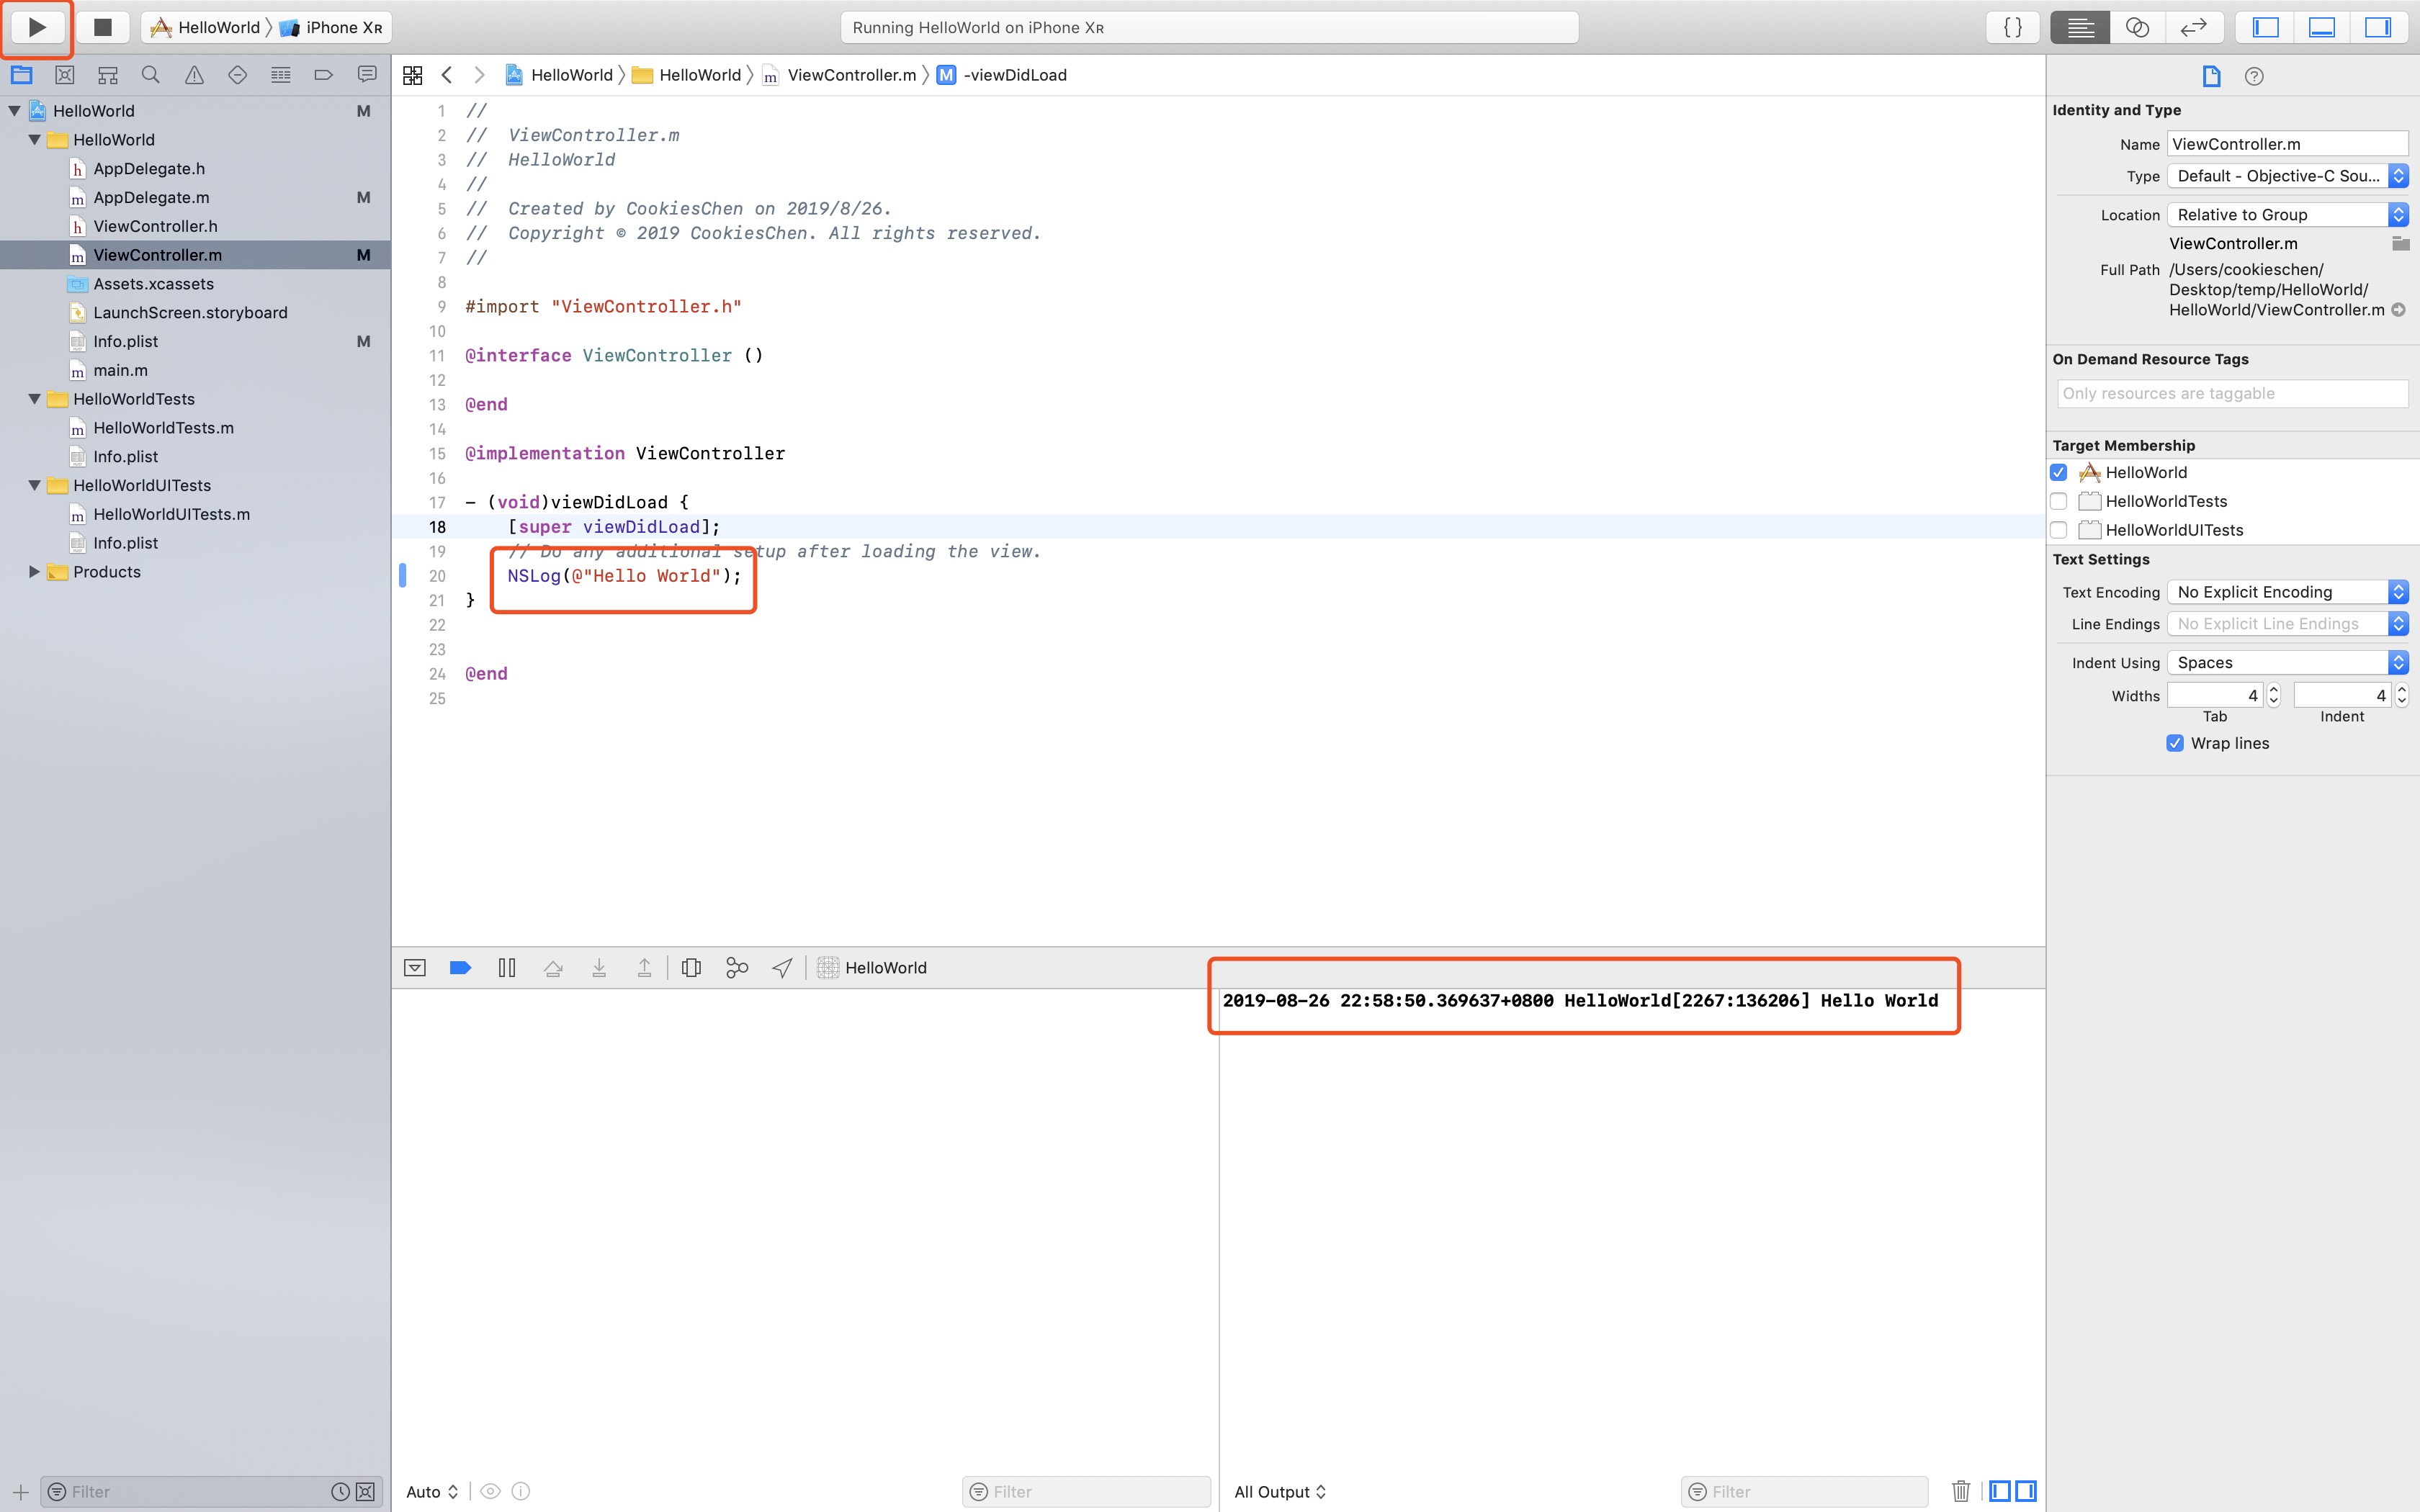 HelloWorld 〉 iPhone XR
Running HelloWorld on iPhone XR
{ }
HelloWorld 〉 HelloWorld 〉 m ViewController.m 〉 M -viewDidLoad
HelloWorld M
HelloWorld
h AppDelegate.h
m AppDelegate.m M
h ViewController.h
m ViewController.m M
Assets.xcassets
LaunchScreen.storyboard
Info.plist M
m main.m
HelloWorldTests
m HelloWorldTests.m
Info.plist
HelloWorldUITests
m HelloWorldUITests.m
Info.plist
Products
Filter
1 //
2 //  ViewController.m
3 //  HelloWorld
4 //
5 //  Created by CookiesChen on 2019/8/26.
6 //  Copyright © 2019 CookiesChen. All rights reserved.
7 //
8
9 #import "ViewController.h"
10
11 @interface ViewController ()
12
13 @end
14
15 @implementation ViewController
16
17 - (void)viewDidLoad {
18     [super viewDidLoad];
19     // Do any additional setup after loading the view.
20     NSLog(@"Hello World");
21 }
22
23
24 @end
25
HelloWorld
2019-08-26 22:58:50.369637+0800 HelloWorld[2267:136206] Hello World
Auto
Filter
All Output
Filter
Identity and Type
Name ViewController.m
Type Default - Objective-C Sou...
Location Relative to Group
ViewController.m
Full Path /Users/cookieschen/
Desktop/temp/HelloWorld/
HelloWorld/ViewController.m
On Demand Resource Tags
Only resources are taggable
Target Membership
HelloWorld
HelloWorldTests
HelloWorldUITests
Text Settings
Text Encoding No Explicit Encoding
Line Endings No Explicit Line Endings
Indent Using Spaces
Widths 4 4
Tab Indent
Wrap lines